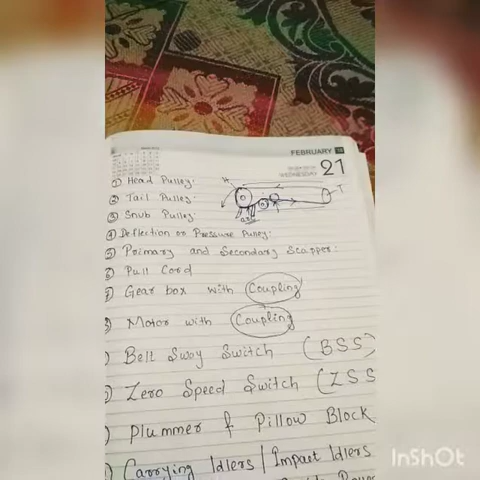 FEBRUARY
WEDNESDAY 21
① Head Pulley:
② Tail Pulley:
③ Snub Pulley:
④ Deflection or Pressure Pulley:
⑤ Primary and Secondary Scapper:
⑥ Pull Cord
⑦ Gear box with Coupling
Motor with Coupling
Belt Sway Switch (BSS)
Zero Speed Switch (ZSS
Plummer & Pillow Block
Carrying Idlers / Impact Idlers
H
T
InShOt